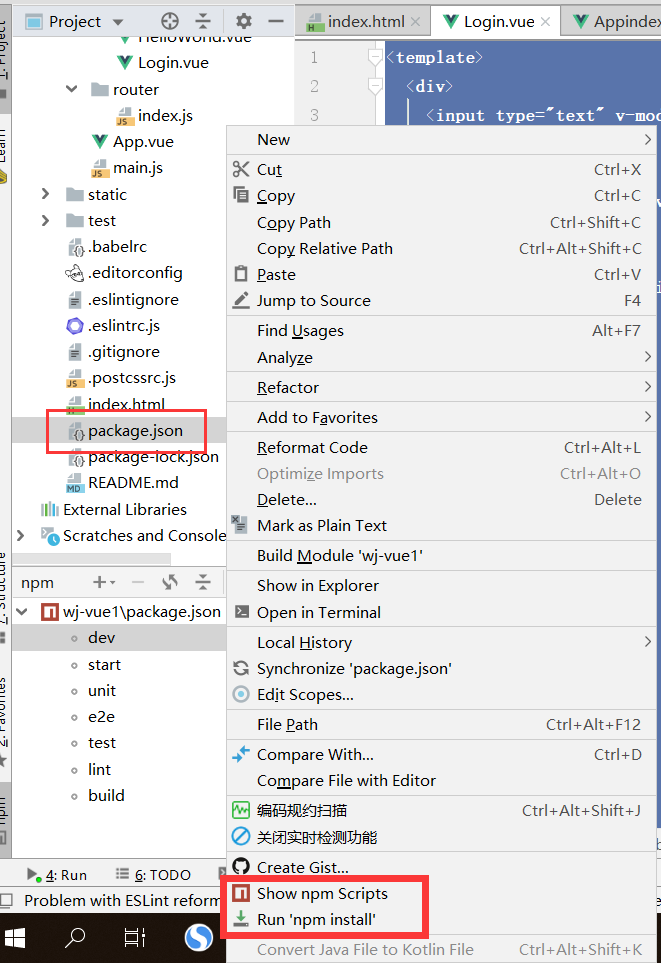 Project
index.html
Login.vue
Appindex
HelloWorld.vue
Login.vue
router
index.js
App.vue
main.js
static
test
.babelrc
.editorconfig
.eslintignore
.eslintrc.js
.gitignore
.postcssrc.js
index.html
package.json
package-lock.json
README.md
External Libraries
Scratches and Console
1
2
3
<template>
<div>
<input type="text" v-mod
New
Cut Ctrl+X
Copy Ctrl+C
Copy Path Ctrl+Shift+C
Copy Relative Path Ctrl+Alt+Shift+C
Paste Ctrl+V
Jump to Source F4
Find Usages Alt+F7
Analyze
Refactor
Add to Favorites
Reformat Code Ctrl+Alt+L
Optimize Imports Ctrl+Alt+O
Delete... Delete
Mark as Plain Text
Build Module 'wj-vue1'
Show in Explorer
Open in Terminal
Local History
Synchronize 'package.json'
Edit Scopes...
File Path Ctrl+Alt+F12
Compare With... Ctrl+D
Compare File with Editor
编码规约扫描 Ctrl+Alt+Shift+J
关闭实时检测功能
Create Gist...
Show npm Scripts
Run 'npm install'
Convert Java File to Kotlin File Ctrl+Alt+Shift+K
npm
wj-vue1\package.json
dev
start
unit
e2e
test
lint
build
4: Run
6: TODO
Problem with ESLint reform
1: Project
7: Structure
2: Favorites
npm